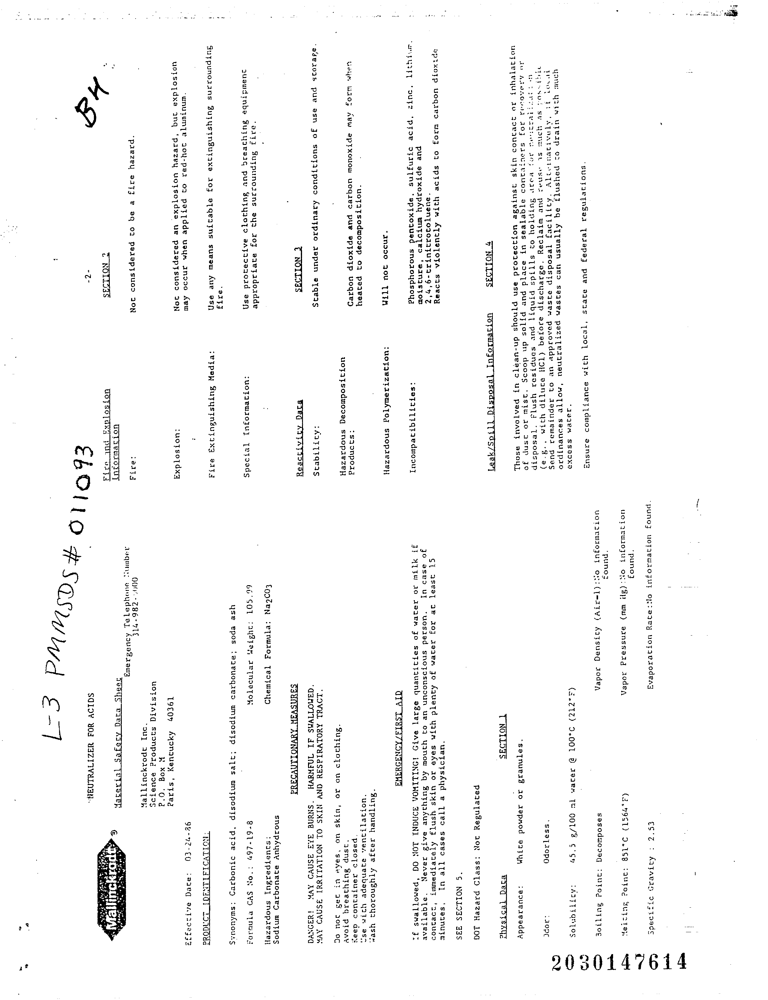 L-3 PMMSDS# 011093
NEUTRALIZER FOR ACIDS
Mallinckrodt ®
Material Safety Data Sheet
Emergency Telephone Number
314-982-
Mallinckrodt Inc.
Science Products Division
P.O. Box M
Paris, Kentucky 40361
Effective Date: 03-24-86
PRODUCT IDENTIFICATION:
Synonyms: Carbonic acid, disodium salt; disodium carbonate; soda ash
Formula CAS No.: 497-19-8
Molecular Weight: 105.99
Hazardous Ingredients:
Sodium Carbonate Anhydrous
Chemical Formula: Na2CO3
PRECAUTIONARY MEASURES
DANGER! MAY CAUSE EYE BURNS. HARMFUL IF SWALLOWED.
MAY CAUSE IRRITATION TO SKIN AND RESPIRATORY TRACT.
Do not get in eyes, on skin, or on clothing.
Avoid breathing dust.
Keep container closed.
Use with adequate ventilation.
Wash thoroughly after handling.
EMERGENCY/FIRST AID
If swallowed, DO NOT INDUCE VOMITING! Give large quantities of water or milk if
available. Never give anything by mouth to an unconscious person. In case of
contact, immediately flush skin or eyes with plenty of water for at least 15
minutes. In all cases call a physician.
SEE SECTION 5.
DOT Hazard Class: Not Regulated
Physical Data
SECTION 1
Appearance: White powder or granules.
Odor: Odorless.
Solubility: 45.5 g/100 ml water @ 100°C (212°F)
Boiling Point: Decomposes
Vapor Density (Air=1): No information
found.
Melting Point: 851°C (1564°F)
Vapor Pressure (mm Hg): No information
found.
Specific Gravity : 2.53
Evaporation Rate: No information found.
-2-
B4
Fire and Explosion
Information
SECTION 2
Fire: Not considered to be a fire hazard.
Explosion: Not considered an explosion hazard, but explosion
may occur when applied to red-hot aluminum.
Fire Extinguishing Media: Use any means suitable for extinguishing surrounding
fire.
Special Information: Use protective clothing and breathing equipment
appropriate for the surrounding fire.
Reactivity Data
SECTION 3
Stability: Stable under ordinary conditions of use and storage.
Hazardous Decomposition
Products:
Carbon dioxide and carbon monoxide may form when
heated to decomposition.
Hazardous Polymerization: Will not occur.
Incompatibilities: Phosphorous pentoxide, sulfuric acid, zinc, lithium,
moisture, calcium hydroxide and
2,4,6-trinitrotoluene.
Reacts violently with acids to form carbon dioxide
Leak/Spill Disposal Information
SECTION 4
Those involved in clean-up should use protection against skin contact or inhalation
of dust or mist. Scoop up solid and place in sealable containers for recovery or
disposal. Flush residues and liquid spills to holding area for neutralization
(e.g., with dilute HCl) before discharge. Reclaim and reuse as much as possible
Send remainder to an approved waste disposal facility. Alternatively, if local
ordinances allow, neutralized wastes can usually be flushed to drain with much
excess water.
Ensure compliance with local, state and federal regulations.
2030147614